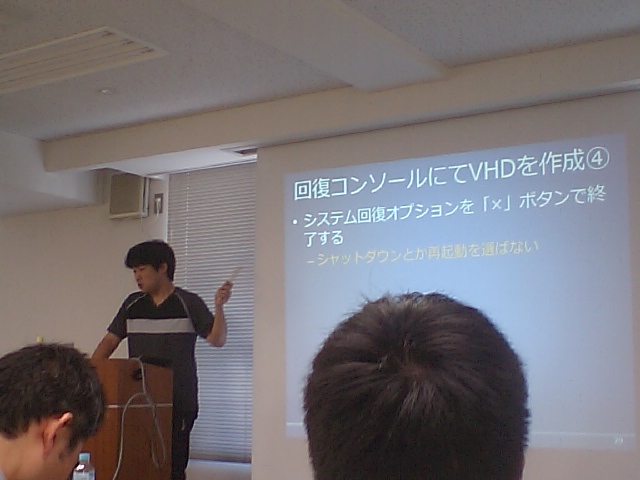 回復コンソールにてVHDを作成④
• システム回復オプションを「×」ボタンで終
了する
–シャットダウンとか再起動を選ばない